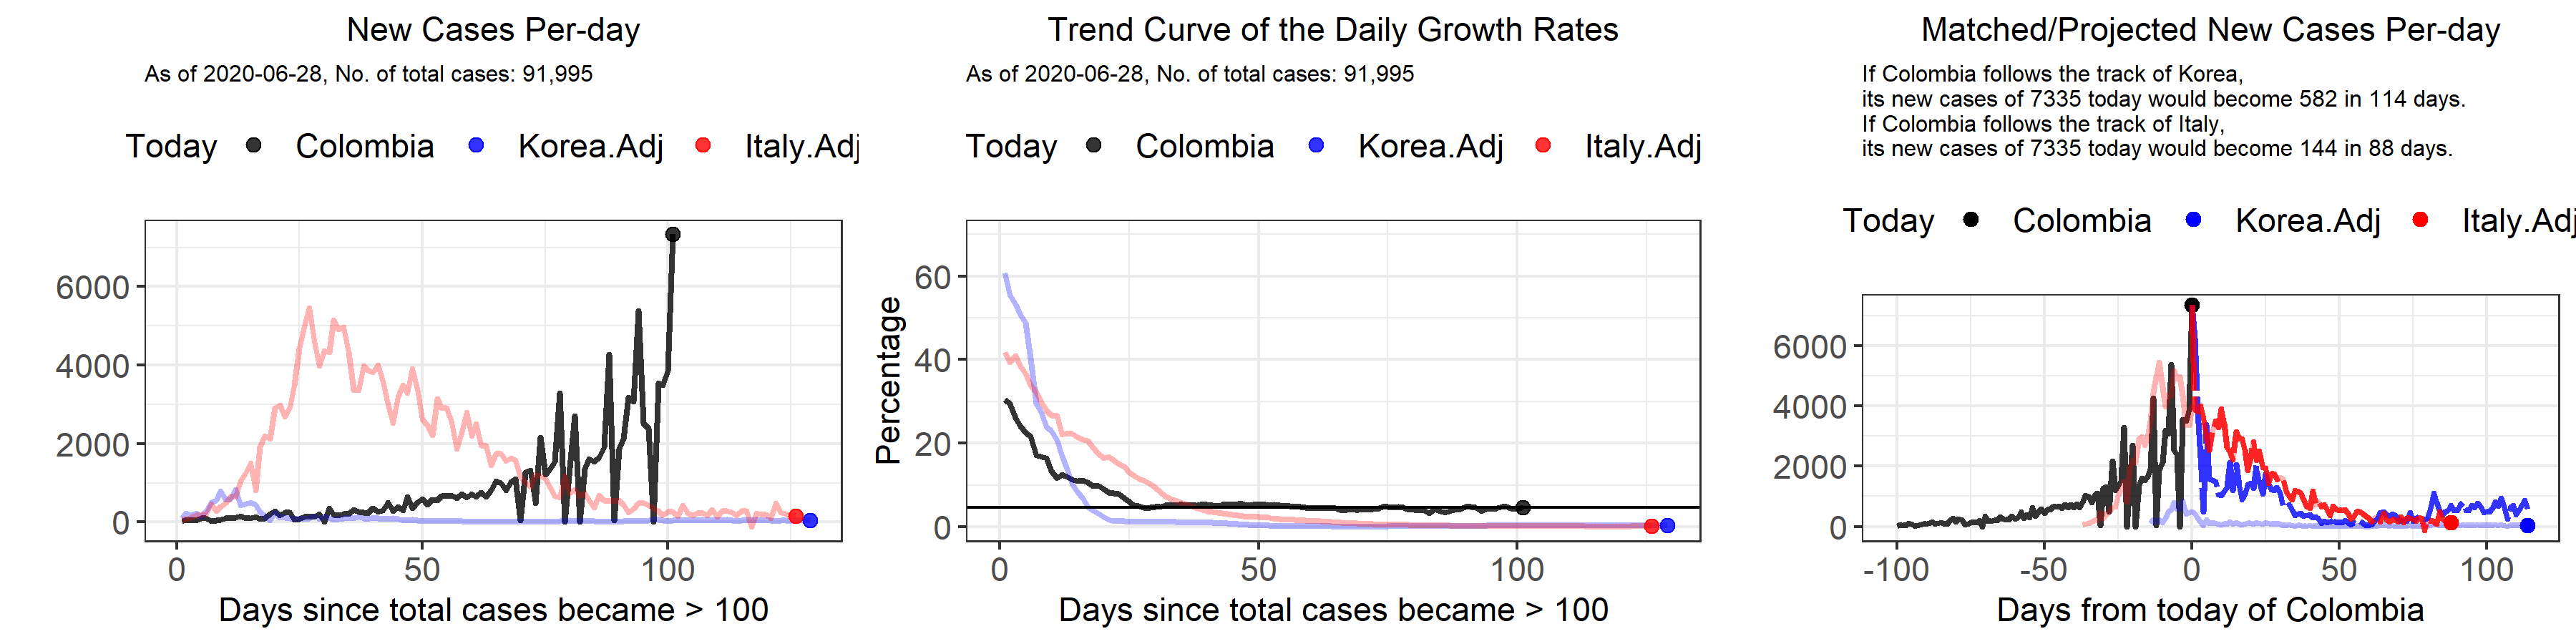 New Cases Per-day
As of 2020-06-28, No. of total cases: 91,995
Today Colombia Korea.Adj Italy.Adj
6000
4000
2000
0
0 50 100
Days since total cases became > 100
Trend Curve of the Daily Growth Rates
As of 2020-06-28, No. of total cases: 91,995
Today Colombia Korea.Adj Italy.Adj
Percentage
60
40
20
0
0 50 100
Days since total cases became > 100
Matched/Projected New Cases Per-day
If Colombia follows the track of Korea,
its new cases of 7335 today would become 582 in 114 days.
If Colombia follows the track of Italy,
its new cases of 7335 today would become 144 in 88 days.
Today Colombia Korea.Adj Italy.Adj
6000
4000
2000
0
-100 -50 0 50 100
Days from today of Colombia